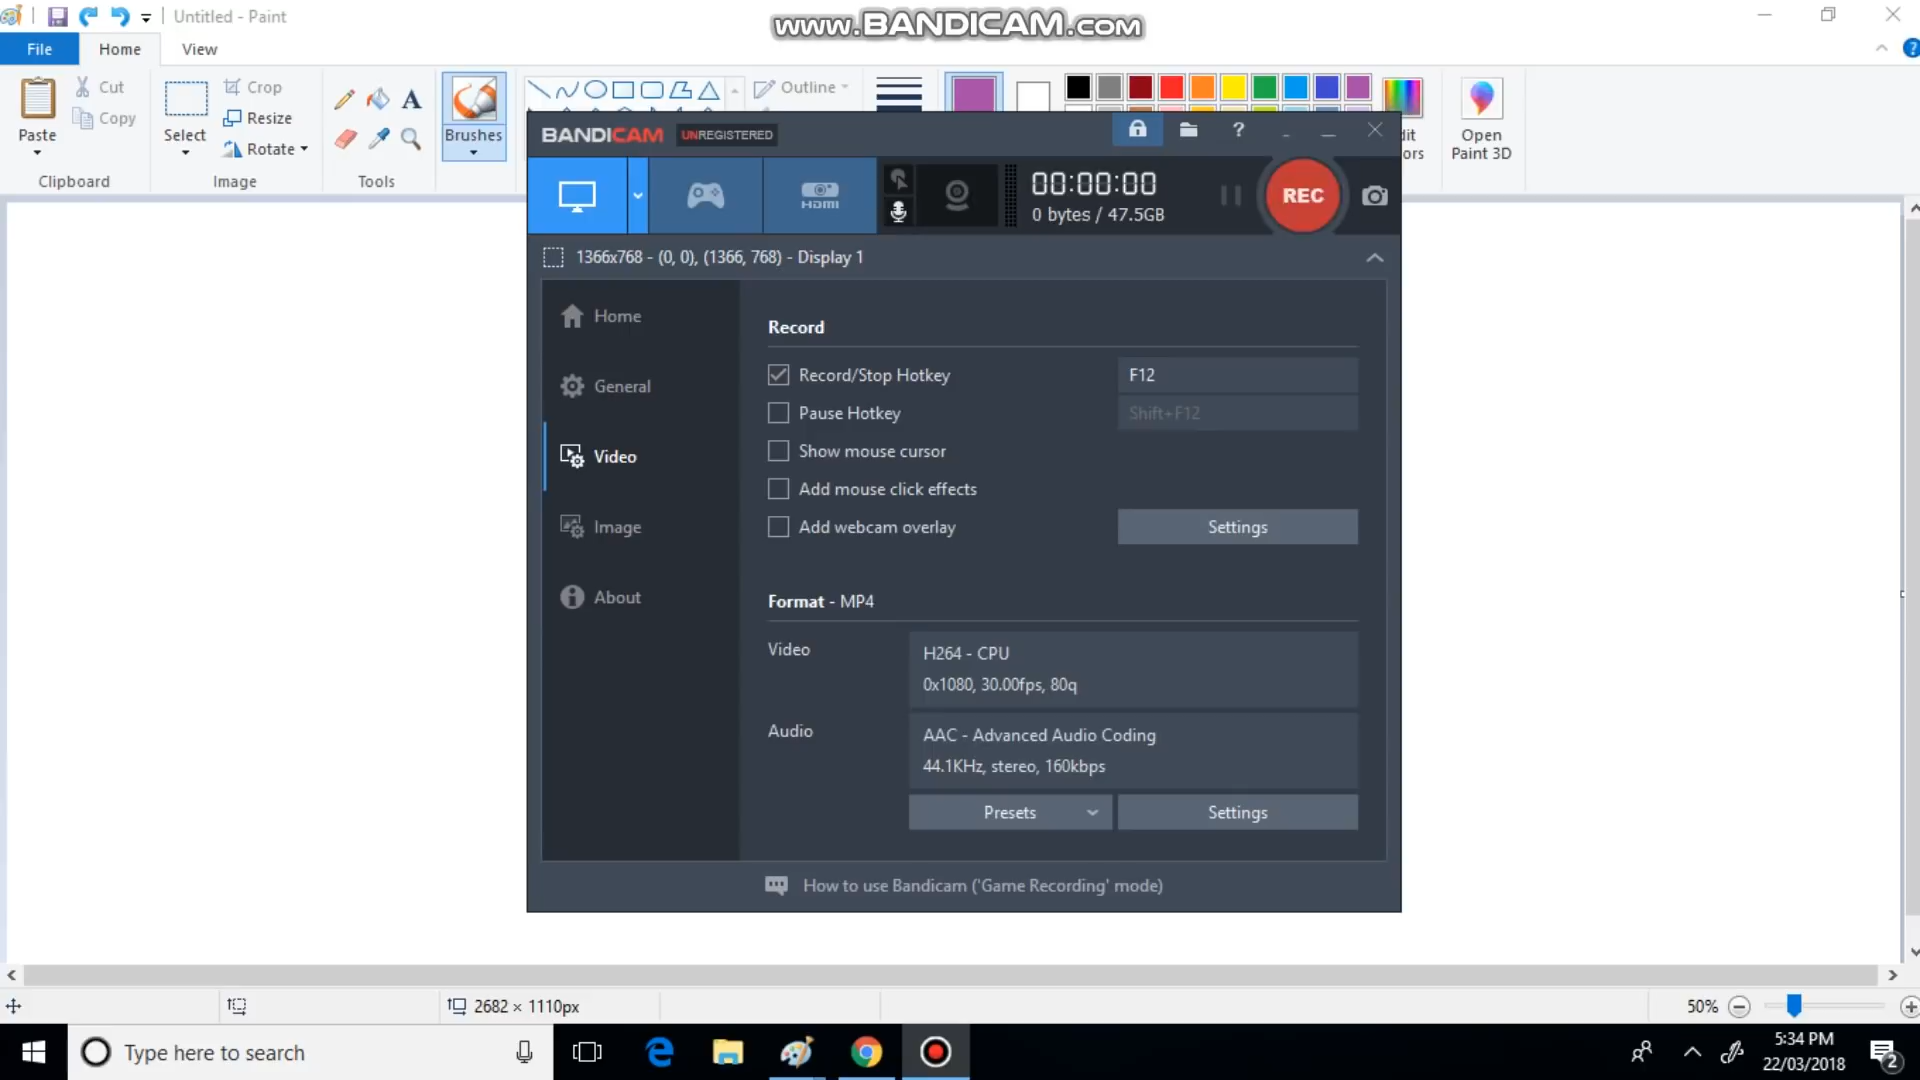 Untitled - Paint
www.BANDICAM.com
File
Home
View
Paste
Cut
Copy
Clipboard
Select
Crop
Resize
Rotate
Image
Tools
Brushes
Outline
Open
Paint 3D
BANDICAM UNREGISTERED
HDMI
00:00:00
0 bytes / 47.5GB
REC
1366x768 - (0, 0), (1366, 768) - Display 1
Home
General
Video
Image
About
Record
Record/Stop Hotkey
F12
Pause Hotkey
Shift+F12
Show mouse cursor
Add mouse click effects
Add webcam overlay
Settings
Format - MP4
Video
H264 - CPU
0x1080, 30.00fps, 80q
Audio
AAC - Advanced Audio Coding
44.1KHz, stereo, 160kbps
Presets
Settings
How to use Bandicam ('Game Recording' mode)
2682 × 1110px
50%
Type here to search
5:34 PM
22/03/2018
2